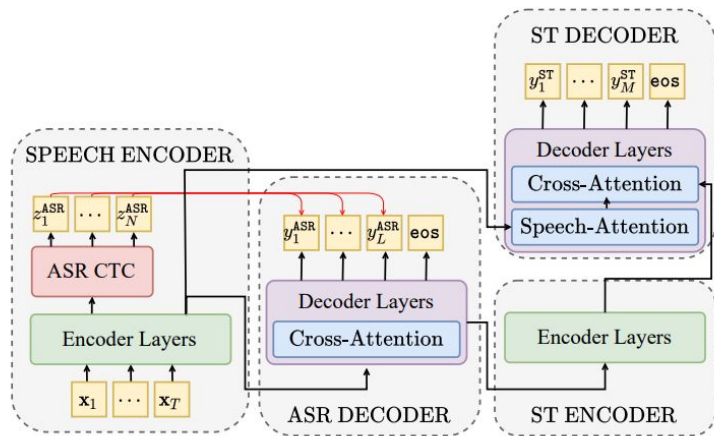 ST DECODER
y_1^ST ... y_M^ST eos
Decoder Layers
Cross-Attention
Speech-Attention
SPEECH ENCODER
z_1^ASR ... z_N^ASR
ASR CTC
Encoder Layers
x_1 ... x_T
y_1^ASR ... y_L^ASR eos
Decoder Layers
Cross-Attention
ASR DECODER
Encoder Layers
ST ENCODER